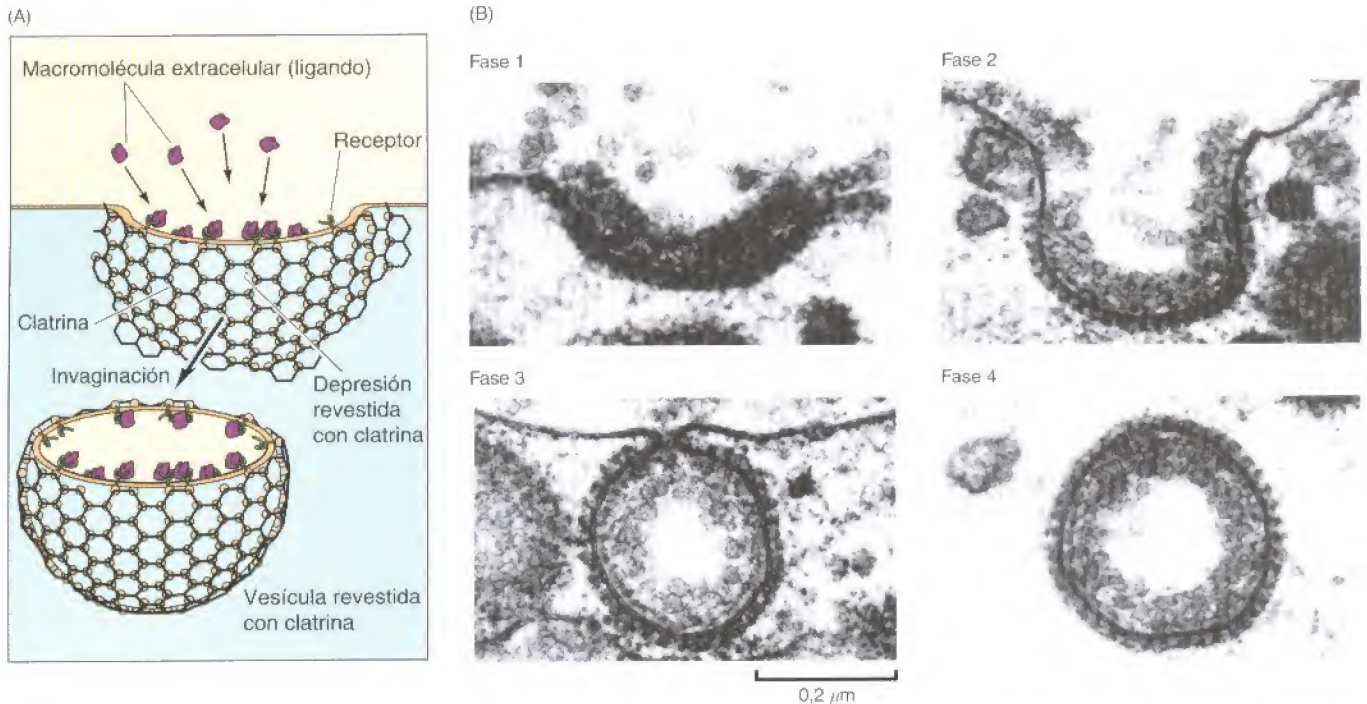 (A)
Macromolécula extracelular (ligando)
Receptor
Clatrina
Invaginación
Depresión
revestida
con clatrina
Vesícula revestida
con clatrina
(B)
Fase 1
Fase 2
Fase 3
Fase 4
0,2 μm